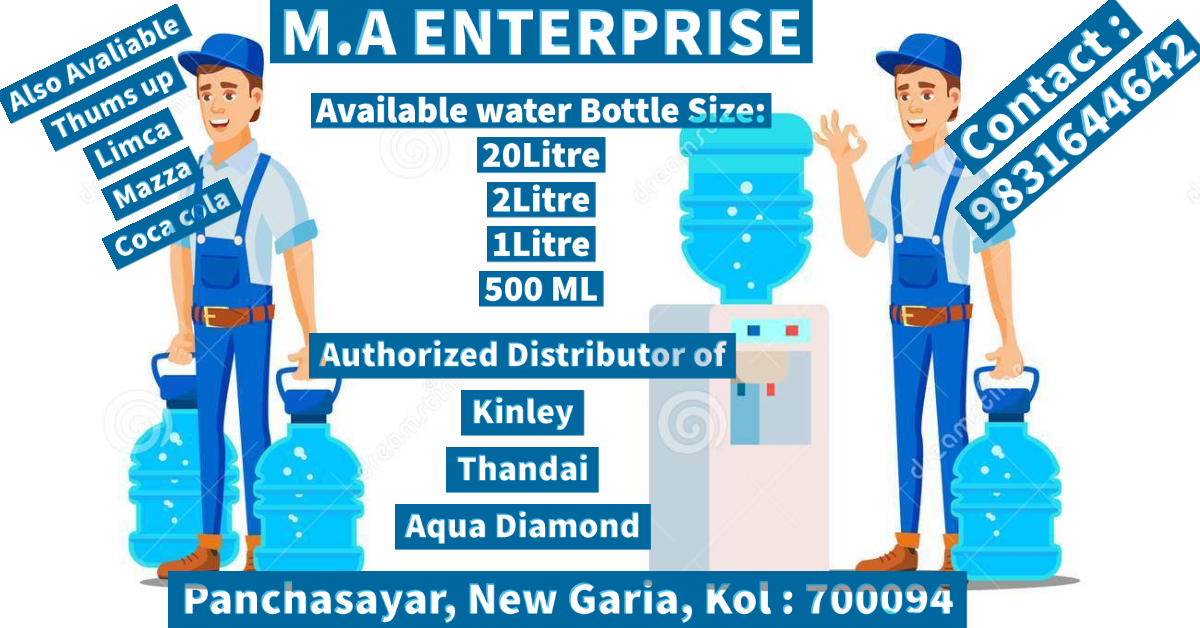 M.A ENTERPRISE
Also Avaliable
Thums up
Limca
Mazza
Coca cola
Contact :
9831644642
Available water Bottle Size:
20Litre
2Litre
1Litre
500 ML
Authorized Distributor of
Kinley
Thandai
Aqua Diamond
Panchasayar, New Garia, Kol : 700094